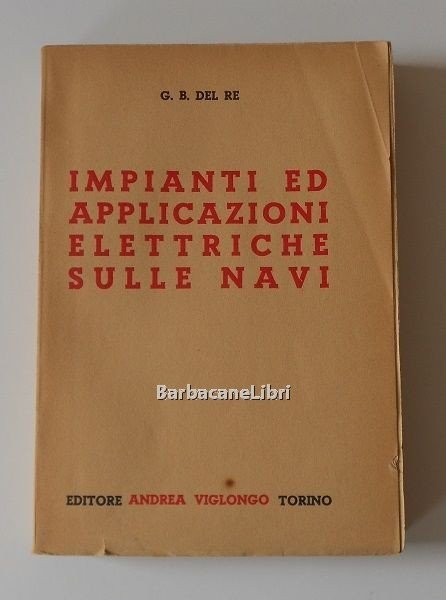 G. B. DEL RE
IMPIANTI ED
APPLICAZIONI
ELETTRICHE
SULLE NAVI
BarbacaneLibri
EDITORE ANDREA VIGLONGO TORINO